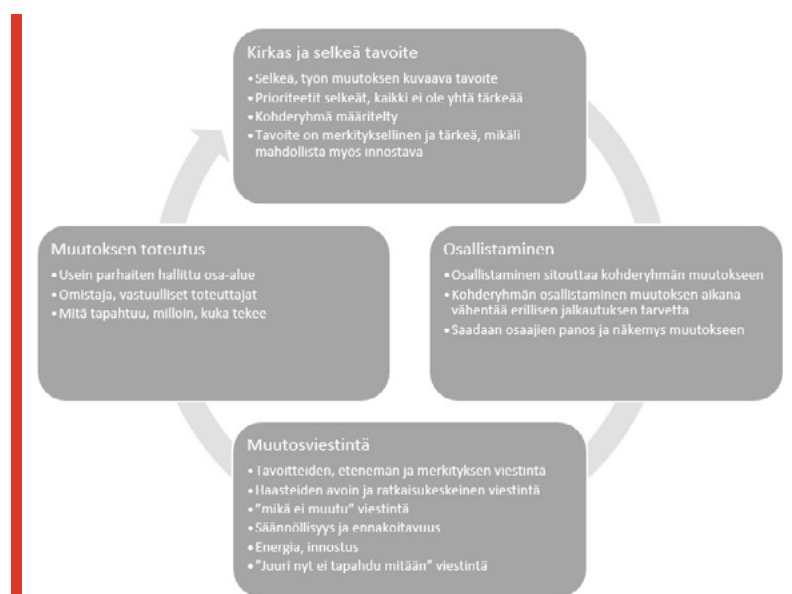 Kirkas ja selkeä tavoite
• Selkeä, työn muutoksen kuvaava tavoite
• Prioriteetit selkeät, kaikki ei ole yhtä tärkeää
• Kohderyhmä määritelty
• Tavoite on merkityksellinen ja tärkeä, mikäli
mahdollista myös innostava
Osallistaminen
• Osallistaminen sitouttaa kohderyhmän muutokseen
• Kohderyhmän osallistaminen muutoksen aikana
vähentää erillisen jalkautuksen tarvetta
• Saadaan osaajien panos ja näkemys muutokseen
Muutosviestintä
• Tavoitteiden, etenemän ja merkityksen viestintä
• Haasteiden avoin ja ratkaisukeskeinen viestintä
• ”mikä ei muutu” viestintä
• Säännöllisyys ja ennakoitavuus
• Energia, innostus
• ”Juuri nyt ei tapahdu mitään” viestintä
Muutoksen toteutus
• Usein parhaiten hallittu osa-alue
• Omistaja, vastuulliset toteuttajat
• Mitä tapahtuu, milloin, kuka tekee